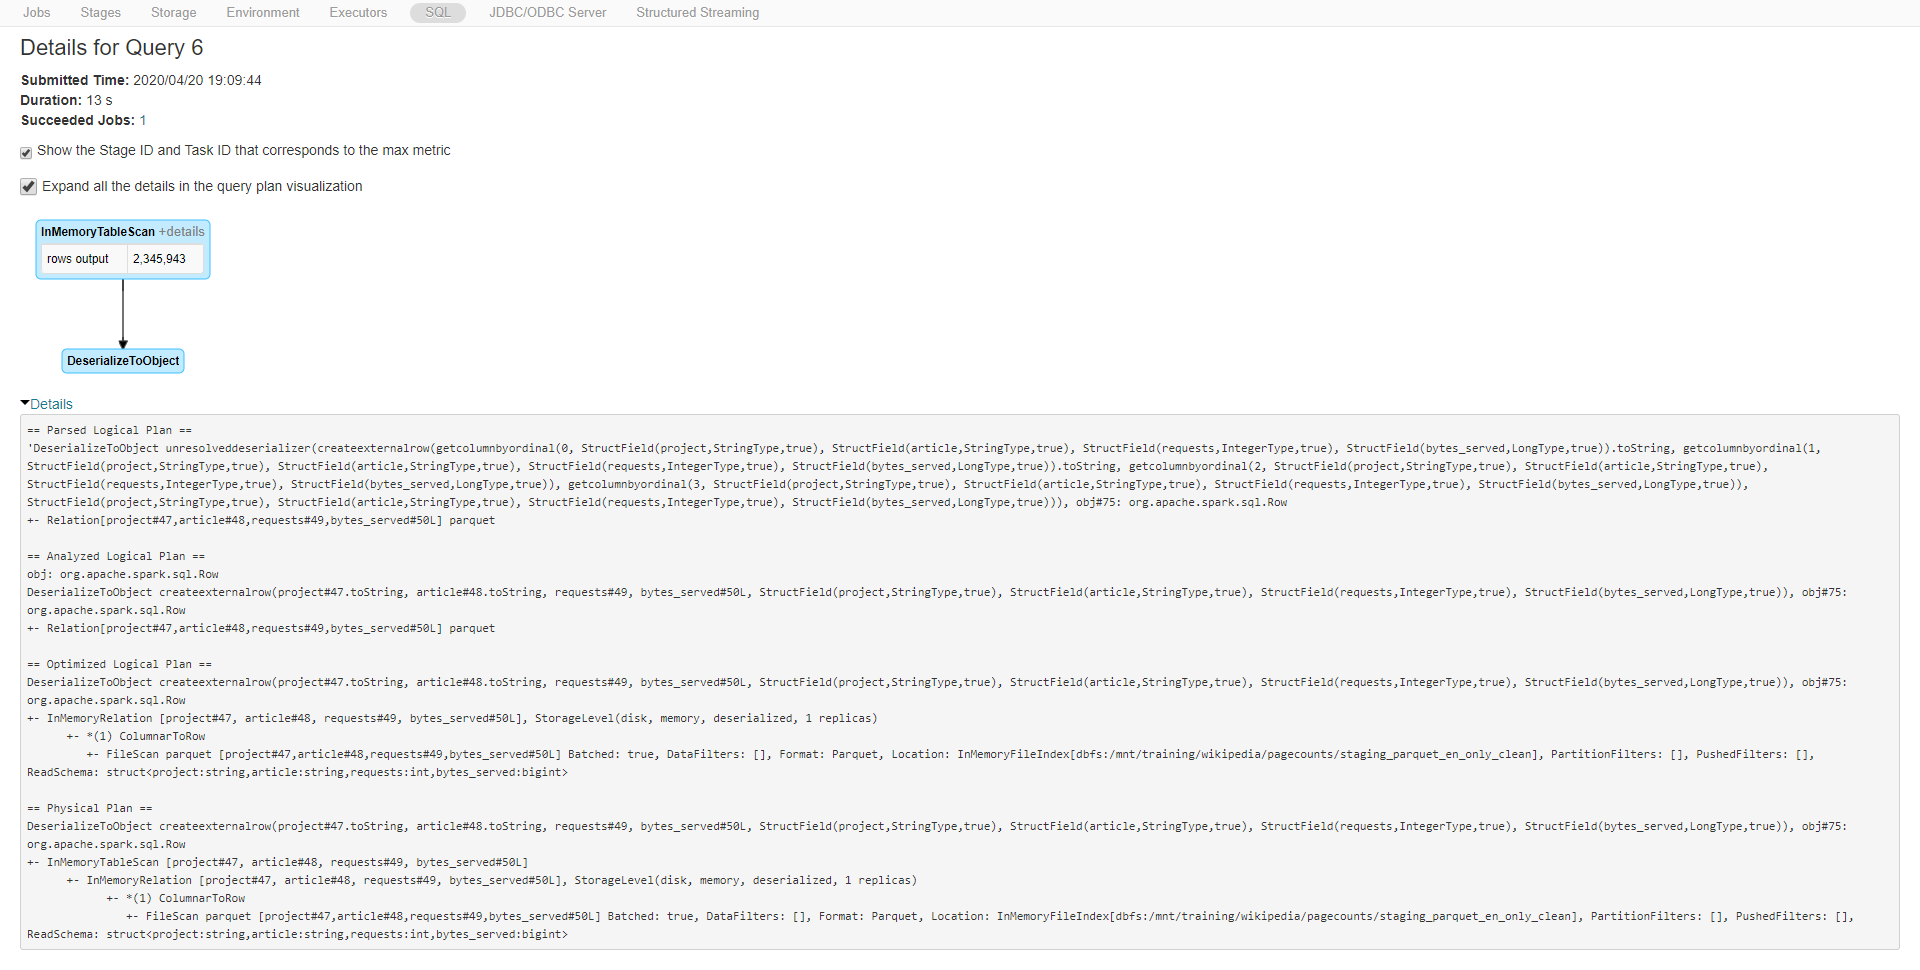 Jobs Stages Storage Environment Executors SQL JDBC/ODBC Server Structured Streaming
Details for Query 6
Submitted Time: 2020/04/20 19:09:44
Duration: 13 s
Succeeded Jobs: 1
Show the Stage ID and Task ID that corresponds to the max metric
Expand all the details in the query plan visualization
InMemoryTableScan +details
rows output 2,345,943
DeserializeToObject
Details
== Parsed Logical Plan ==
'DeserializeToObject unresolveddeserializer(createexternalrow(getcolumnbyordinal(0, StructField(project,StringType,true), StructField(article,StringType,true), StructField(requests,IntegerType,true), StructField(bytes_served,LongType,true)).toString, getcolumnbyordinal(1,
StructField(project,StringType,true), StructField(article,StringType,true), StructField(requests,IntegerType,true), StructField(bytes_served,LongType,true)).toString, getcolumnbyordinal(2, StructField(project,StringType,true), StructField(article,StringType,true),
StructField(requests,IntegerType,true), StructField(bytes_served,LongType,true)), getcolumnbyordinal(3, StructField(project,StringType,true), StructField(article,StringType,true), StructField(requests,IntegerType,true), StructField(bytes_served,LongType,true)),
StructField(project,StringType,true), StructField(article,StringType,true), StructField(requests,IntegerType,true), StructField(bytes_served,LongType,true))), obj#75: org.apache.spark.sql.Row
+- Relation[project#47,article#48,requests#49,bytes_served#50L] parquet
== Analyzed Logical Plan ==
obj: org.apache.spark.sql.Row
DeserializeToObject createexternalrow(project#47.toString, article#48.toString, requests#49, bytes_served#50L, StructField(project,StringType,true), StructField(article,StringType,true), StructField(requests,IntegerType,true), StructField(bytes_served,LongType,true)), obj#75:
org.apache.spark.sql.Row
+- Relation[project#47,article#48,requests#49,bytes_served#50L] parquet
== Optimized Logical Plan ==
DeserializeToObject createexternalrow(project#47.toString, article#48.toString, requests#49, bytes_served#50L, StructField(project,StringType,true), StructField(article,StringType,true), StructField(requests,IntegerType,true), StructField(bytes_served,LongType,true)), obj#75:
org.apache.spark.sql.Row
+- InMemoryRelation [project#47, article#48, requests#49, bytes_served#50L], StorageLevel(disk, memory, deserialized, 1 replicas)
+- *(1) ColumnarToRow
+- FileScan parquet [project#47,article#48,requests#49,bytes_served#50L] Batched: true, DataFilters: [], Format: Parquet, Location: InMemoryFileIndex[dbfs:/mnt/training/wikipedia/pagecounts/staging_parquet_en_only_clean], PartitionFilters: [], PushedFilters: [],
ReadSchema: struct<project:string,article:string,requests:int,bytes_served:bigint>
== Physical Plan ==
DeserializeToObject createexternalrow(project#47.toString, article#48.toString, requests#49, bytes_served#50L, StructField(project,StringType,true), StructField(article,StringType,true), StructField(requests,IntegerType,true), StructField(bytes_served,LongType,true)), obj#75:
org.apache.spark.sql.Row
+- InMemoryTableScan [project#47, article#48, requests#49, bytes_served#50L]
+- InMemoryRelation [project#47, article#48, requests#49, bytes_served#50L], StorageLevel(disk, memory, deserialized, 1 replicas)
+- *(1) ColumnarToRow
+- FileScan parquet [project#47,article#48,requests#49,bytes_served#50L] Batched: true, DataFilters: [], Format: Parquet, Location: InMemoryFileIndex[dbfs:/mnt/training/wikipedia/pagecounts/staging_parquet_en_only_clean], PartitionFilters: [], PushedFilters: [],
ReadSchema: struct<project:string,article:string,requests:int,bytes_served:bigint>